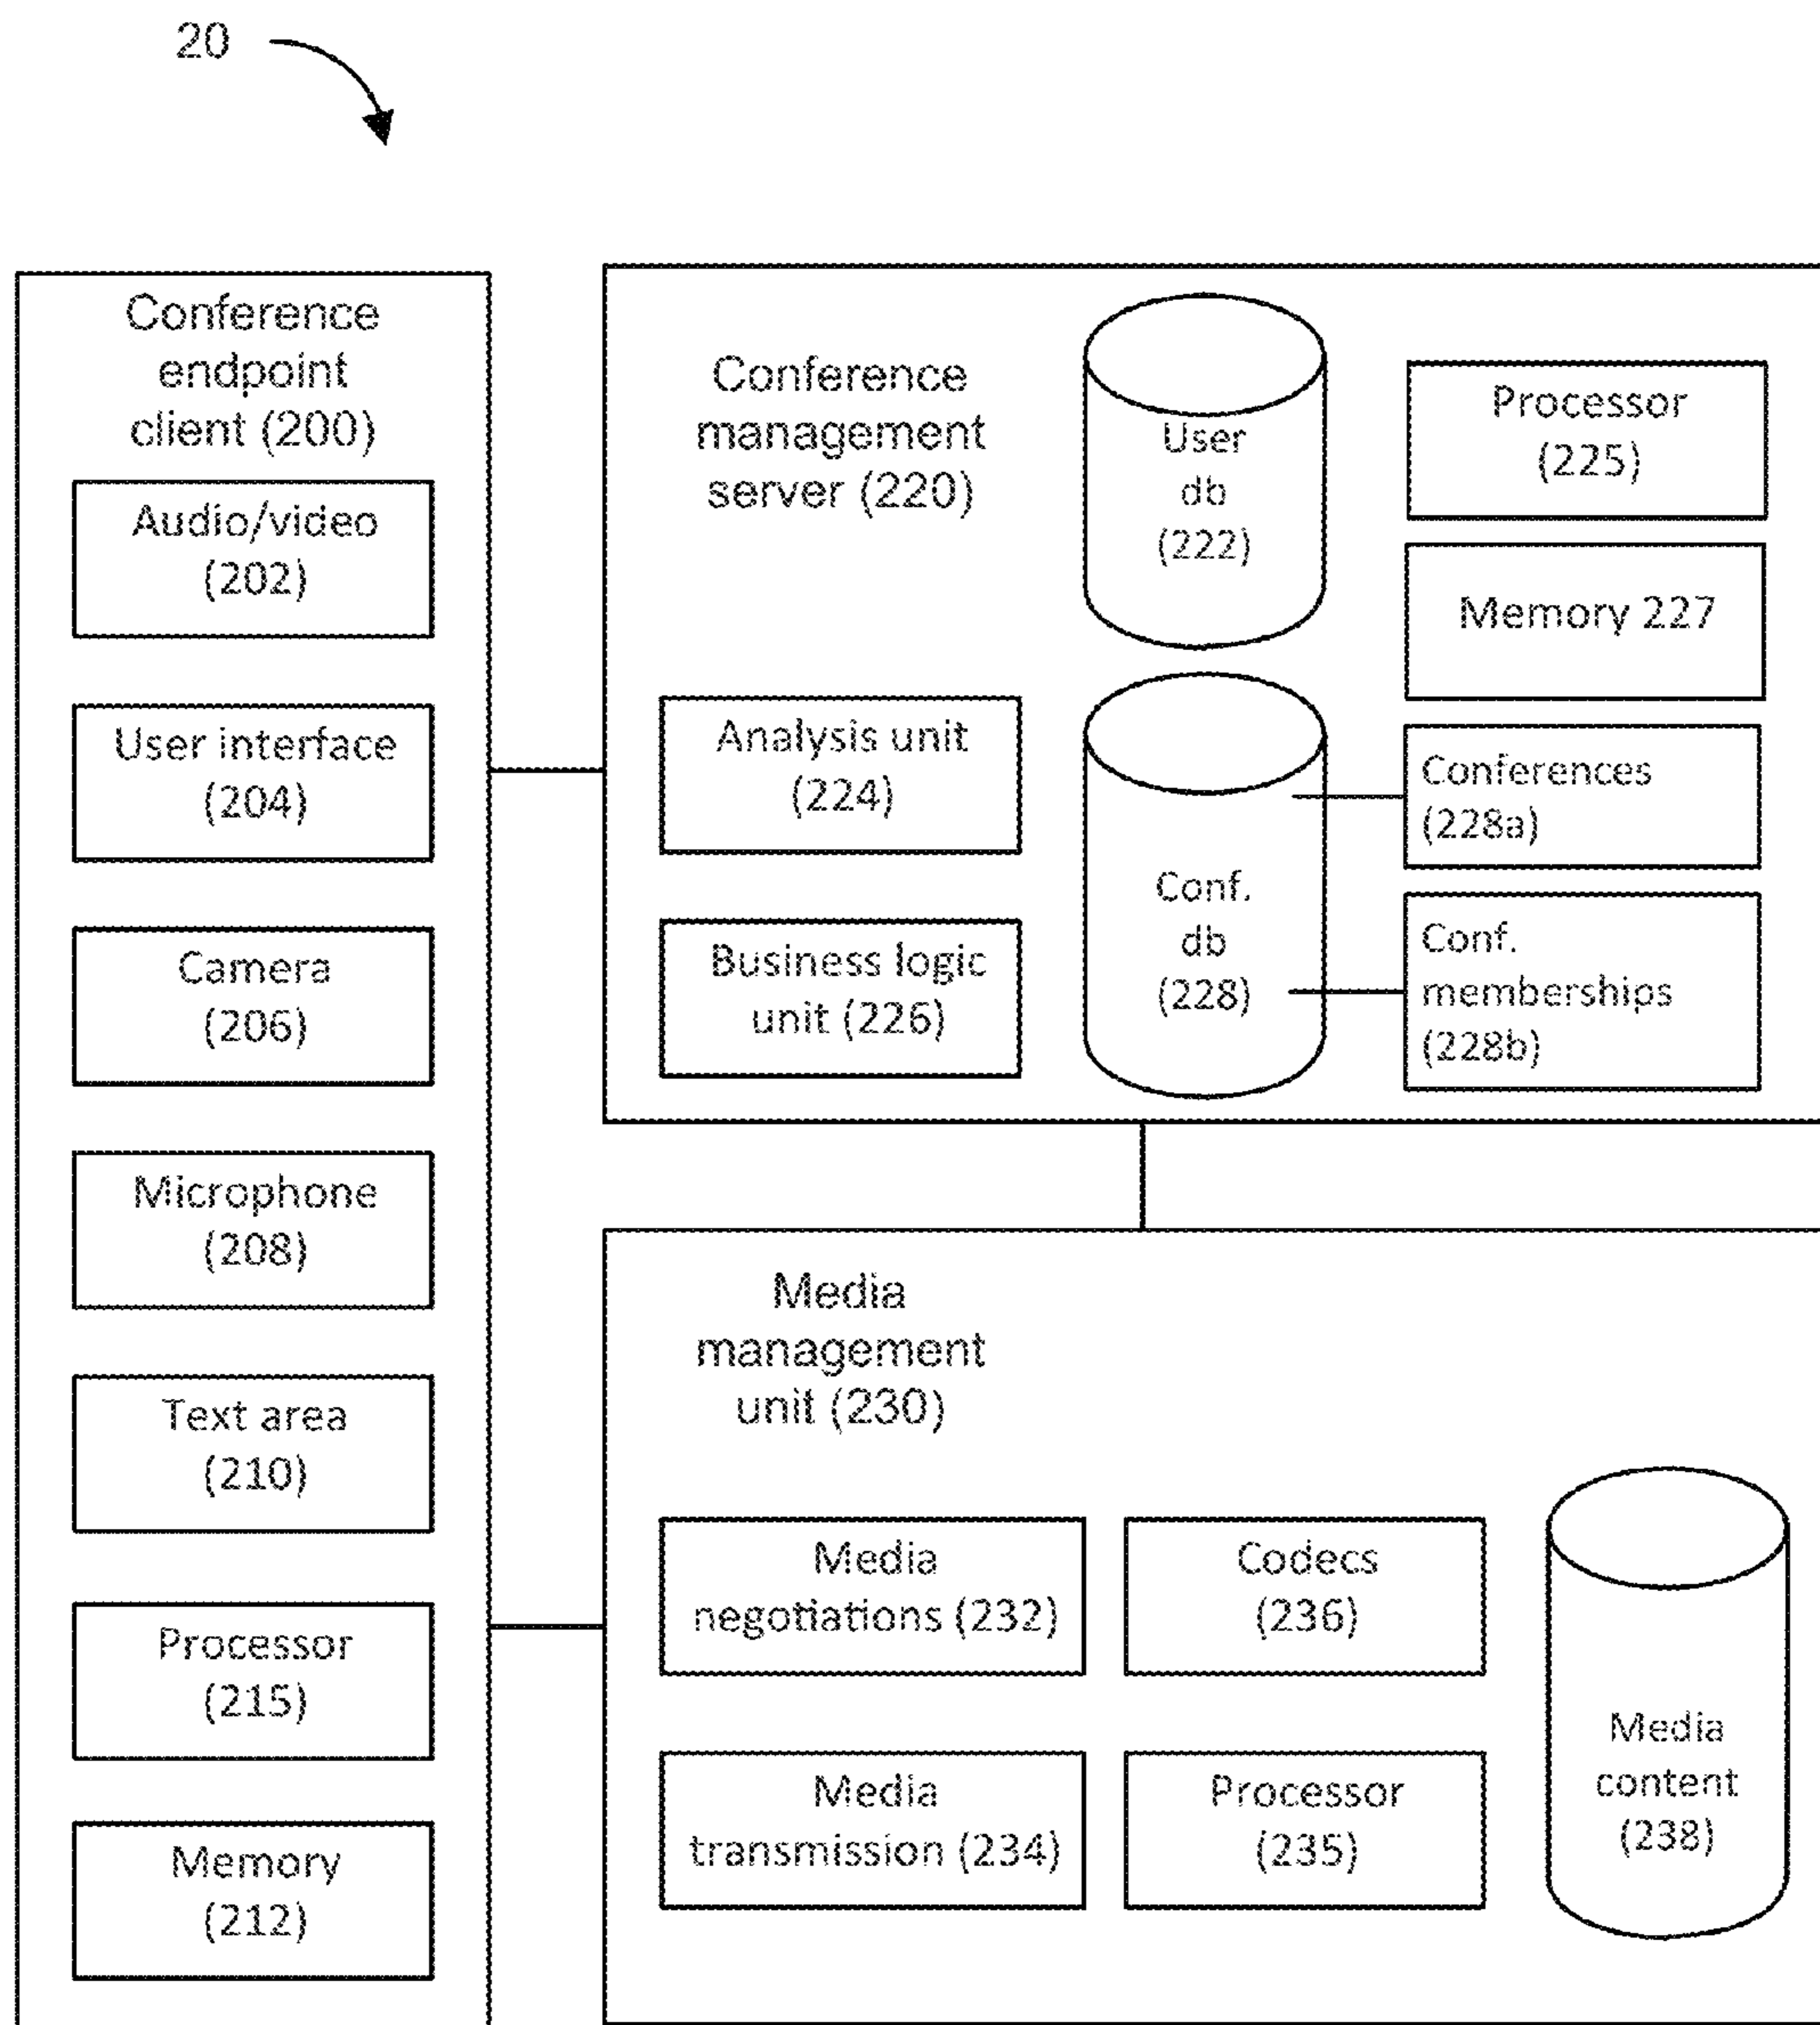 20
Conference
endpoint
client (200)
Audio/video
(202)
User interface
(204)
Camera
(206)
Microphone
(208)
Text area
(210)
Processor
(215)
Memory
(212)
Conference
management
server (220)
User
db
(222)
Processor
(225)
Memory 227
Analysis unit
(224)
Business logic
unit (226)
Conf.
db
(228)
Conferences
(228a)
Conf.
memberships
(228b)
Media
management
unit (230)
Media
negotiations (232)
Codecs
(236)
Media
transmission (234)
Processor
(235)
Media
content
(238)